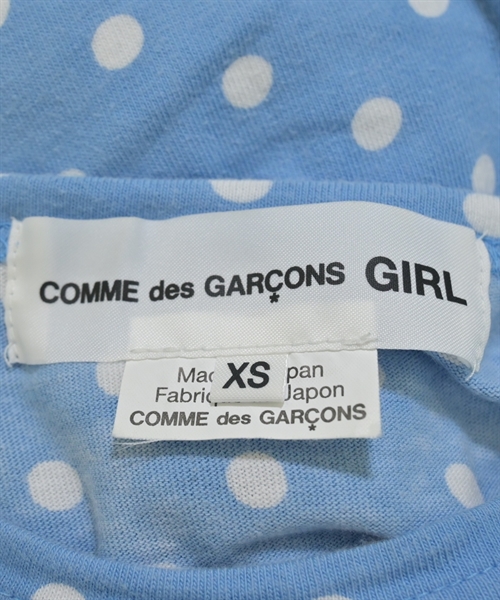 COMME des GARÇONS GIRL
XS
Japon
COMME des GARÇONS